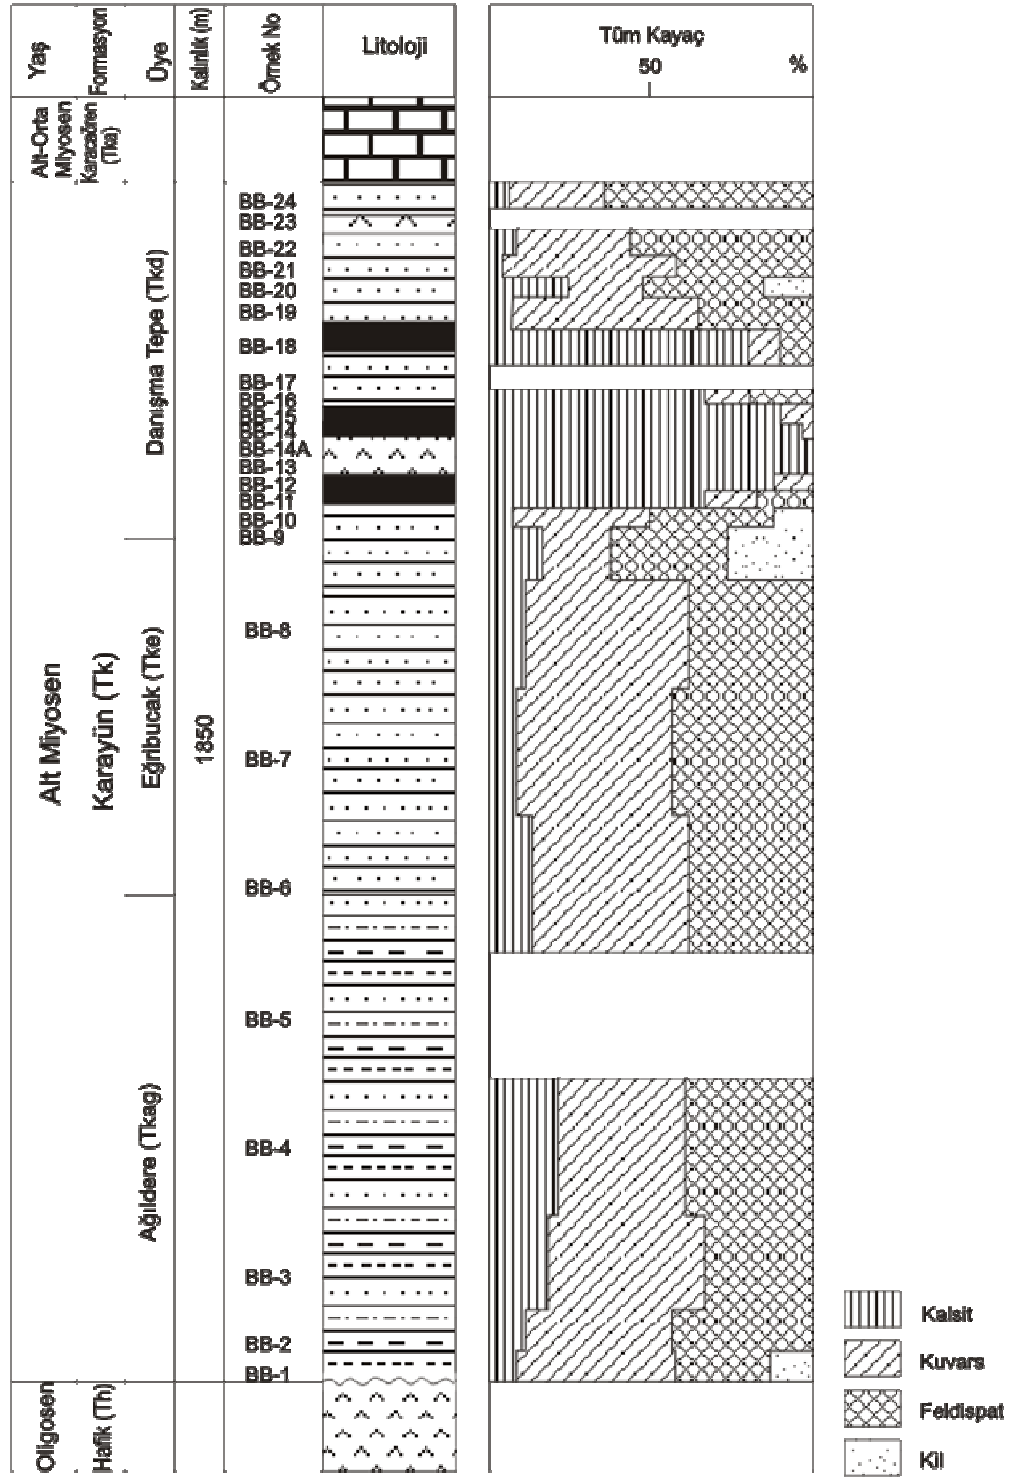 Yaş
Formasyon
Üye
Kalınlık (m)
Örnek No
Litoloji
Tüm Kayaç
50
%
Alt-Orta
Miyosen
Karacaören
(Tka)
BB-24
BB-23
BB-22
BB-21
BB-20
BB-19
BB-18
BB-17
BB-16
BB-15
BB-14
BB-14A
BB-13
BB-12
BB-11
BB-10
BB-9
BB-8
BB-7
BB-6
BB-5
BB-4
BB-3
BB-2
BB-1
Danışma Tepe (Tkd)
Eğribucak (Tke)
Ağıldere (Tkag)
Alt Miyosen
Karayün (Tk)
1850
Oligosen
Hafik (Th)
Kalsit
Kuvars
Feldispat
Kil